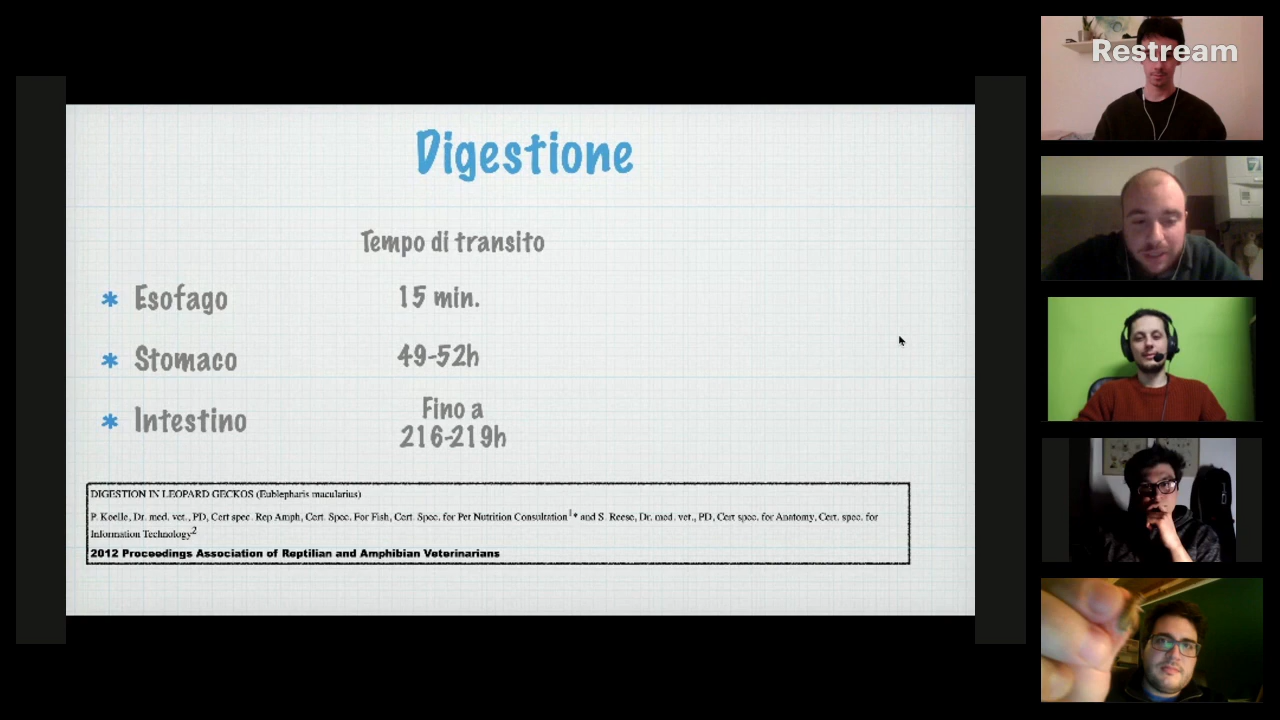 Restream
Digestione
Tempo di transito
* Esofago 15 min.
* Stomaco 49-52h
* Intestino Fino a
216-219h
DIGESTION IN LEOPARD GECKOS (Eublepharis macularius)
P. Koelle, Dr. med. vet., PD, Cert spec. Rep Amph, Cert. Spec. For Fish, Cert. Spec. for Pet Nutrition Consultation1* and S. Reese, Dr. med. vet., PD, Cert spec. for Anatomy, Cert. spec. for
Information Technology2
2012 Proceedings Association of Reptilian and Amphibian Veterinarians